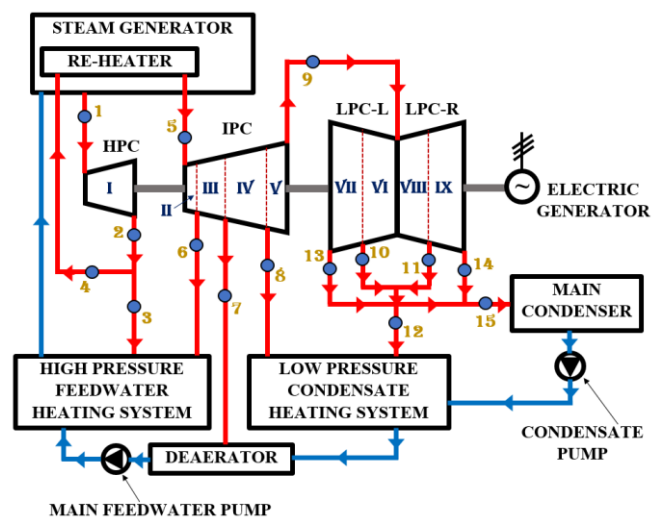 STEAM GENERATOR
RE-HEATER
9
1
5
IPC
LPC-L
LPC-R
HPC
I
II
III
IV
V
VII
VI
VIII
IX
~
ELECTRIC
GENERATOR
2
6
8
13
10
11
14
4
3
7
12
15
MAIN
CONDENSER
HIGH PRESSURE
FEEDWATER
HEATING SYSTEM
LOW PRESSURE
CONDENSATE
HEATING SYSTEM
CONDENSATE
PUMP
DEAERATOR
MAIN FEEDWATER PUMP